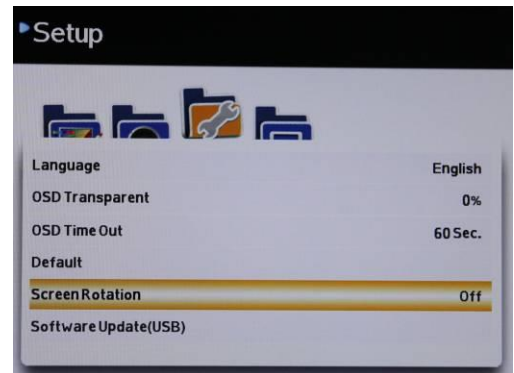 Setup
Language English
OSD Transparent 0%
OSD Time Out 60 Sec.
Default
Screen Rotation Off
Software Update(USB)